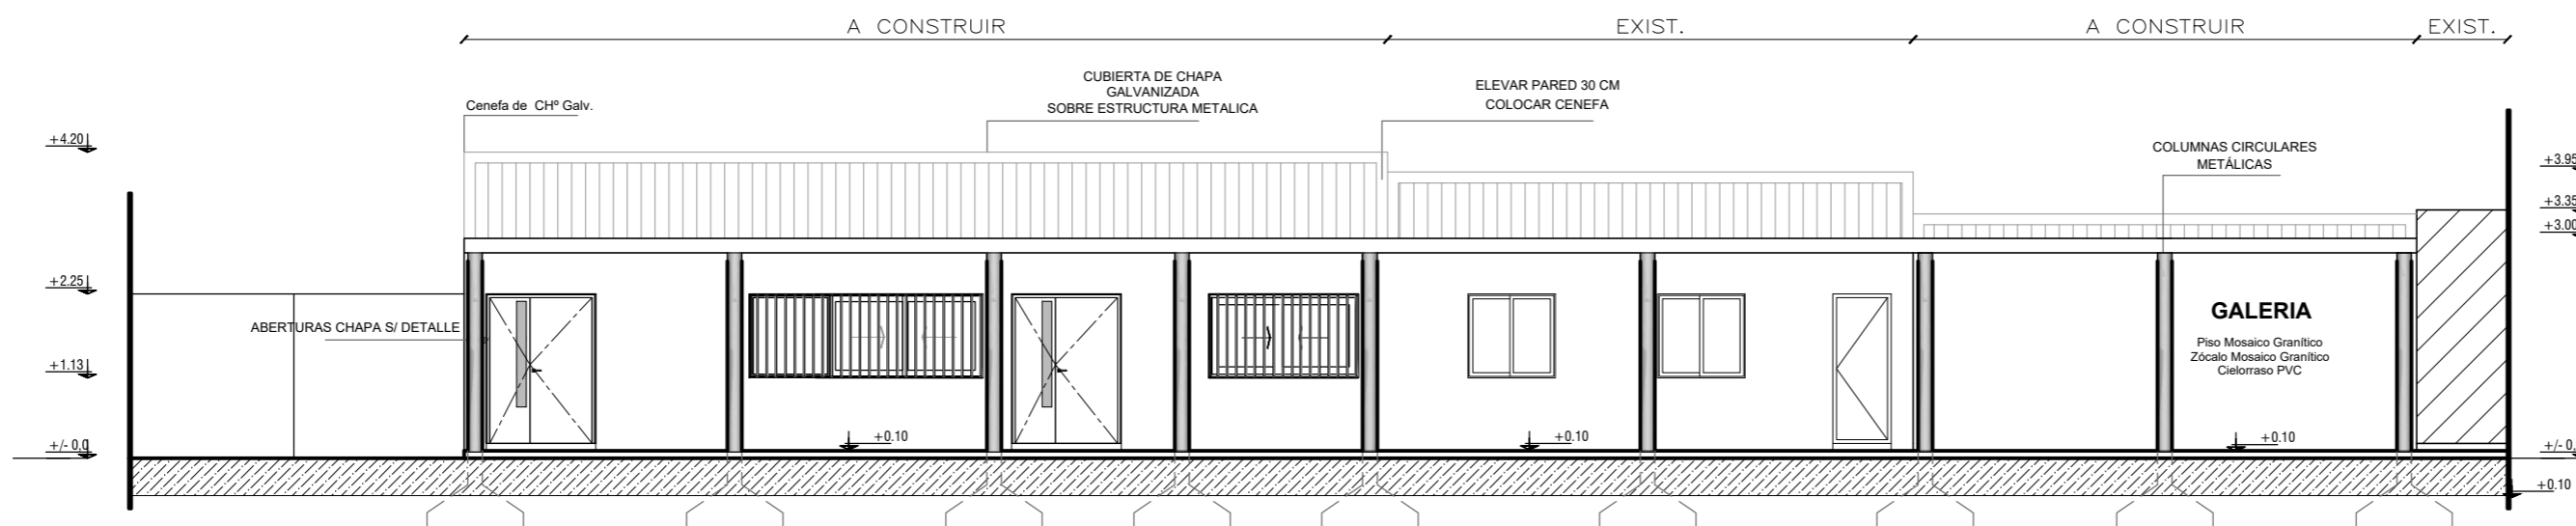 A CONSTRUIR
EXIST.
A CONSTRUIR
EXIST.
Cenefa de CHº Galv.
CUBIERTA DE CHAPA
GALVANIZADA
SOBRE ESTRUCTURA METALICA
ELEVAR PARED 30 CM
COLOCAR CENEFA
COLUMNAS CIRCULARES
METÁLICAS
+4.20
+2.25
+1.13
+/- 0,0
ABERTURAS CHAPA S/ DETALLE
+0.10
+0.10
GALERIA
Piso Mosaico Granítico
Zócalo Mosaico Granítico
Cielorraso PVC
+0.10
+3.95
+3.35
+3.00
+/- 0,
+0.10